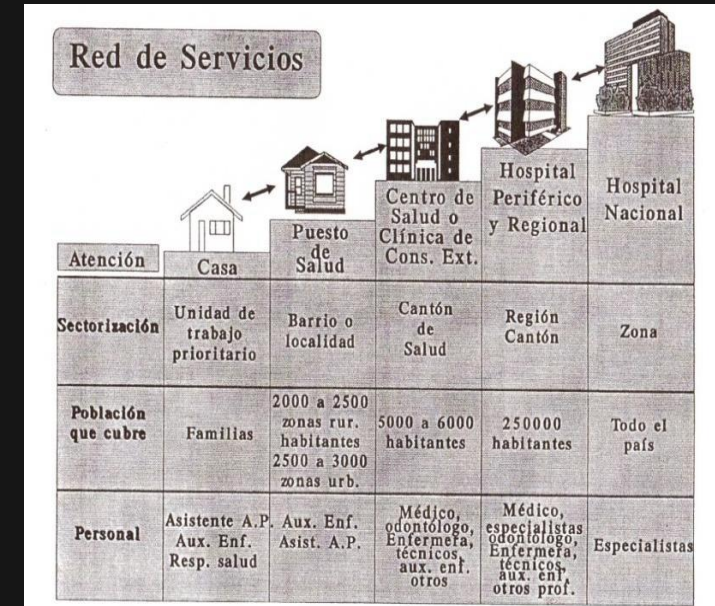 Red de Servicios
Atención
Casa
Puesto
de
Salud
Centro de
Salud o
Clínica de
Cons. Ext.
Hospital
Periférico
y Regional
Hospital
Nacional
Sectorización
Unidad de
trabajo
prioritario
Barrio o
localidad
Cantón
de
Salud
Región
Cantón
Zona
Población
que cubre
Familias
2000 a 2500
zonas rur.
habitantes
2500 a 3000
zonas urb.
5000 a 6000
habitantes
250000
habitantes
Todo el
país
Personal
Asistente A.P.
Aux. Enf.
Resp. salud
Aux. Enf.
Asist. A.P.
Médico,
odontólogo,
Enfermera,
técnicos,
aux. enf.
otros
Médico,
especialistas
odontólogo,
Enfermera,
técnicos,
aux. enf,
otros prof.
Especialistas